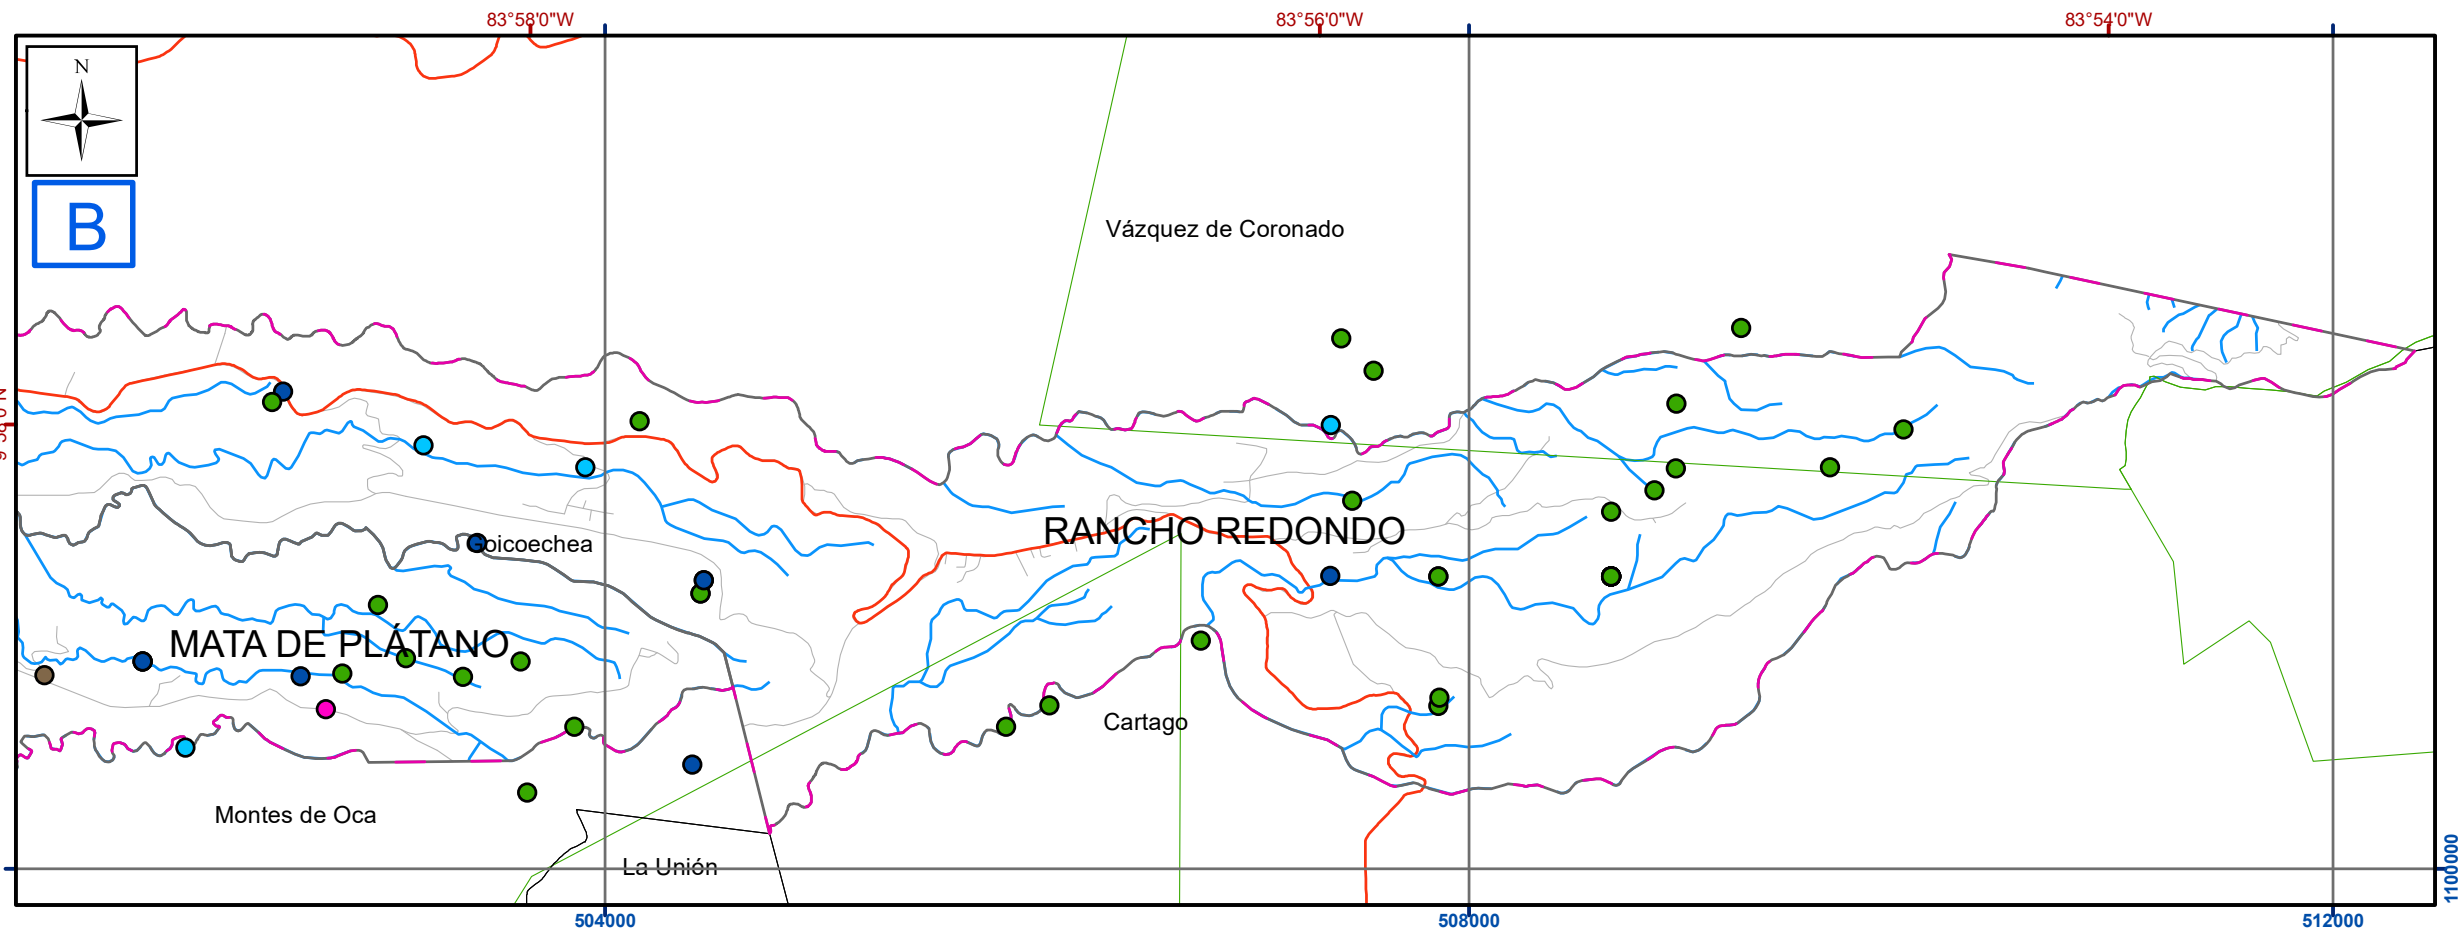 83°58'0"W 83°56'0"W 83°54'0"W
N
B
Vázquez de Coronado
RANCHO REDONDO
Goicoechea
MATA DE PLÁTANO
Cartago
Montes de Oca
La Unión
1100000
504000 508000 512000